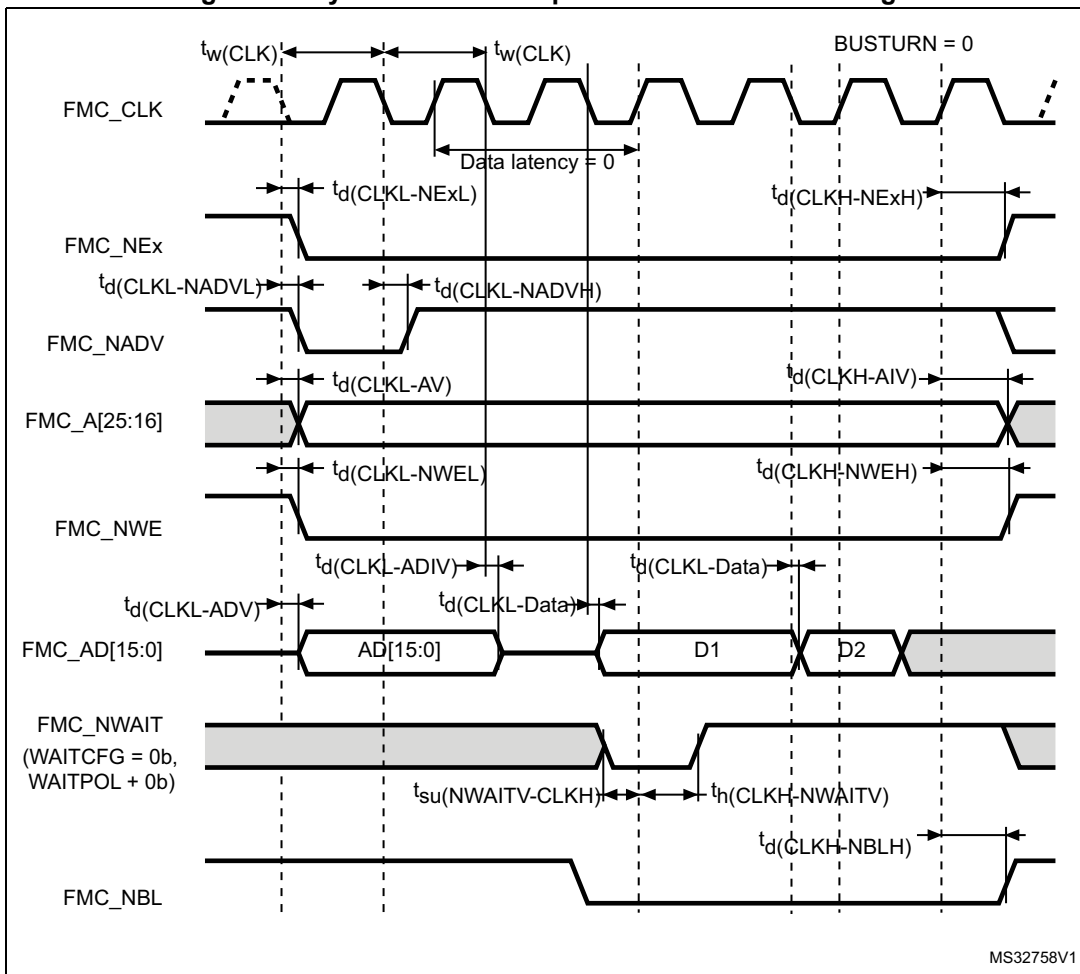 tw(CLK) tw(CLK) BUSTURN = 0
FMC_CLK
Data latency = 0
td(CLKL-NExL) td(CLKH-NExH)
FMC_NEx
td(CLKL-NADVL) td(CLKL-NADVH)
FMC_NADV
td(CLKL-AV) td(CLKH-AIV)
FMC_A[25:16]
td(CLKL-NWEL) td(CLKH-NWEH)
FMC_NWE
td(CLKL-ADIV) td(CLKL-Data)
td(CLKL-ADV) td(CLKL-Data)
FMC_AD[15:0] AD[15:0] D1 D2
FMC_NWAIT
(WAITCFG = 0b,
WAITPOL + 0b)
tsu(NWAITV-CLKH) th(CLKH-NWAITV)
td(CLKH-NBLH)
FMC_NBL
MS32758V1